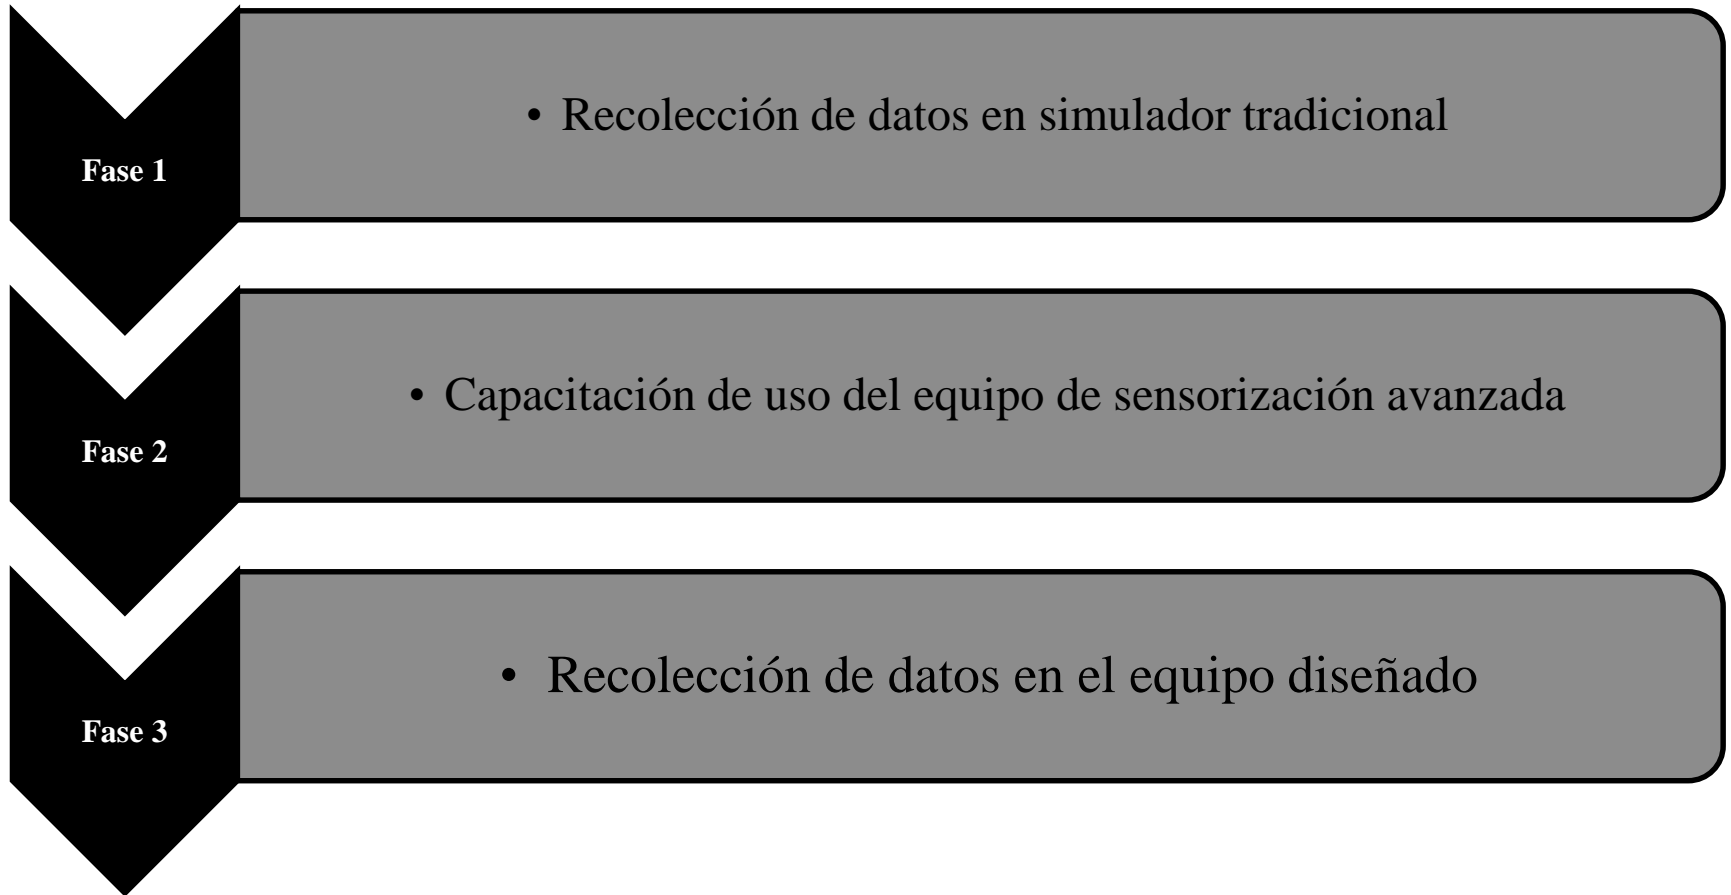 Fase 1
• Recolección de datos en simulador tradicional
Fase 2
• Capacitación de uso del equipo de sensorización avanzada
Fase 3
• Recolección de datos en el equipo diseñado